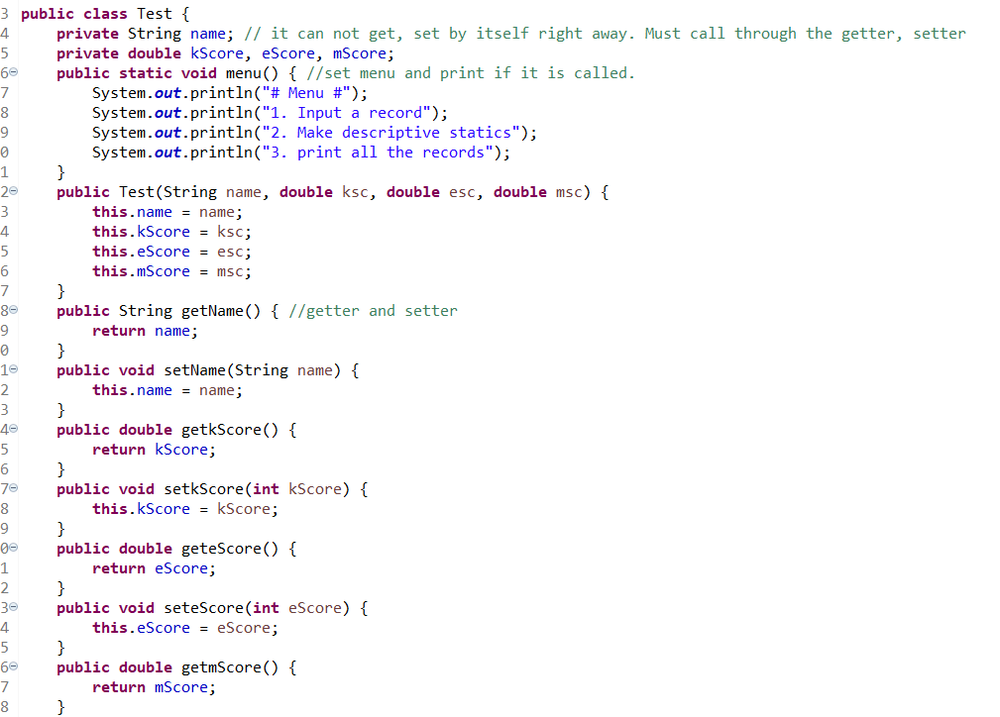 3 public class Test {
4 private String name; // it can not get, set by itself right away. Must call through the getter, setter
5 private double kScore, eScore, mScore;
6 public static void menu() { //set menu and print if it is called.
7 System.out.println("# Menu #");
8 System.out.println("1. Input a record");
9 System.out.println("2. Make descriptive statics");
0 System.out.println("3. print all the records");
1 }
2 public Test(String name, double ksc, double esc, double msc) {
3 this.name = name;
4 this.kScore = ksc;
5 this.eScore = esc;
6 this.mScore = msc;
7 }
8 public String getName() { //getter and setter
9 return name;
0 }
1 public void setName(String name) {
2 this.name = name;
3 }
4 public double getkScore() {
5 return kScore;
6 }
7 public void setkScore(int kScore) {
8 this.kScore = kScore;
9 }
0 public double geteScore() {
1 return eScore;
2 }
3 public void seteScore(int eScore) {
4 this.eScore = eScore;
5 }
6 public double getmScore() {
7 return mScore;
8 }